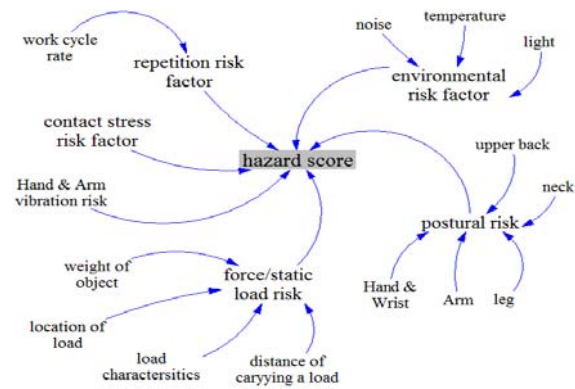 work cycle
rate
noise
temperature
light
repetition risk
factor
environmental
risk factor
contact stress
risk factor
hazard score
upper back
neck
Hand & Arm
vibration risk
postural risk
weight of
object
force/static
load risk
Hand &
Wrist
Arm
leg
location of
load
load
charactersitics
distance of
caryying a load